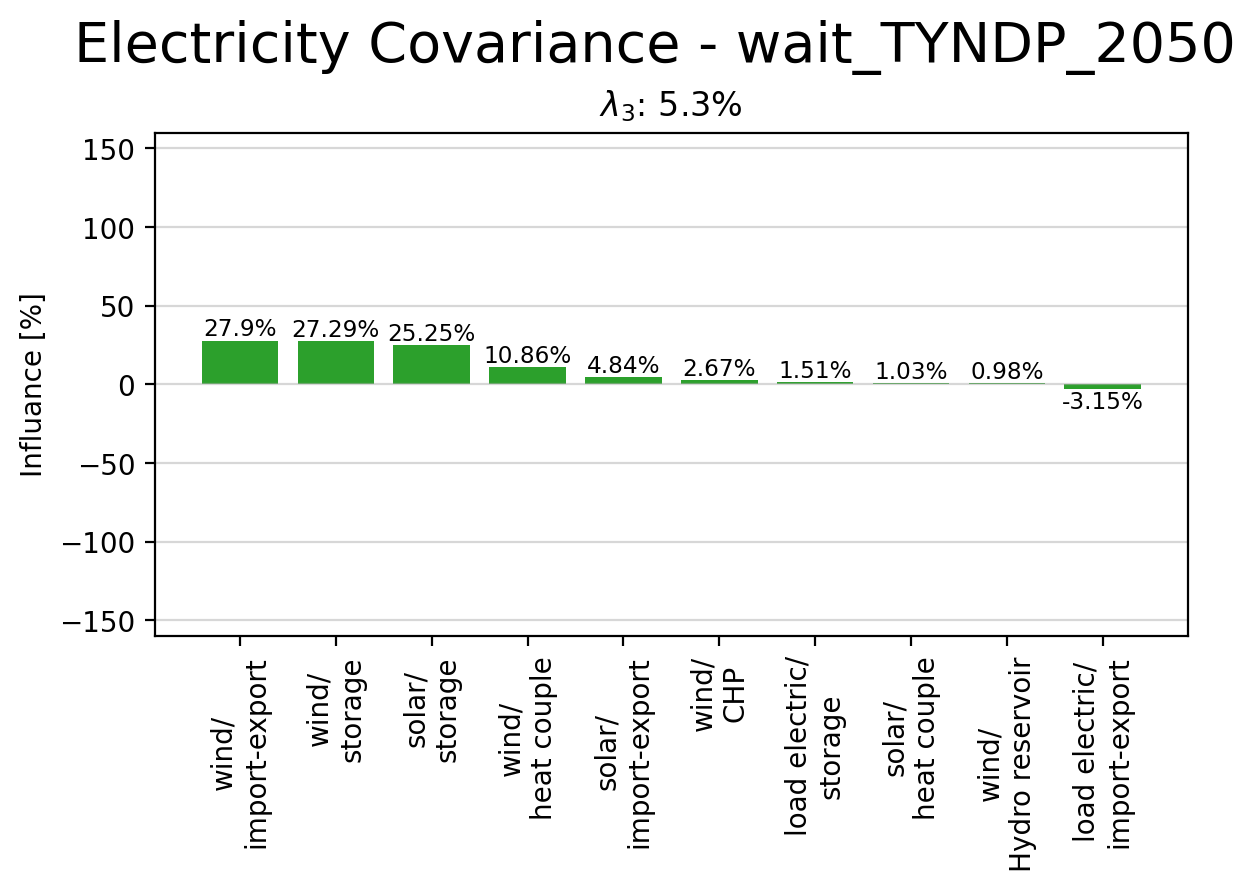 Electricity Covariance - wait_TYNDP_2050
λ3: 5.3%
Influance [%]
150
100
50
0
−50
−100
−150
27.9%
27.29%
25.25%
10.86%
4.84%
2.67%
1.51%
1.03%
0.98%
-3.15%
wind/
import-export
wind/
storage
solar/
storage
wind/
heat couple
solar/
import-export
wind/
CHP
load electric/
storage
solar/
heat couple
wind/
Hydro reservoir
load electric/
import-export